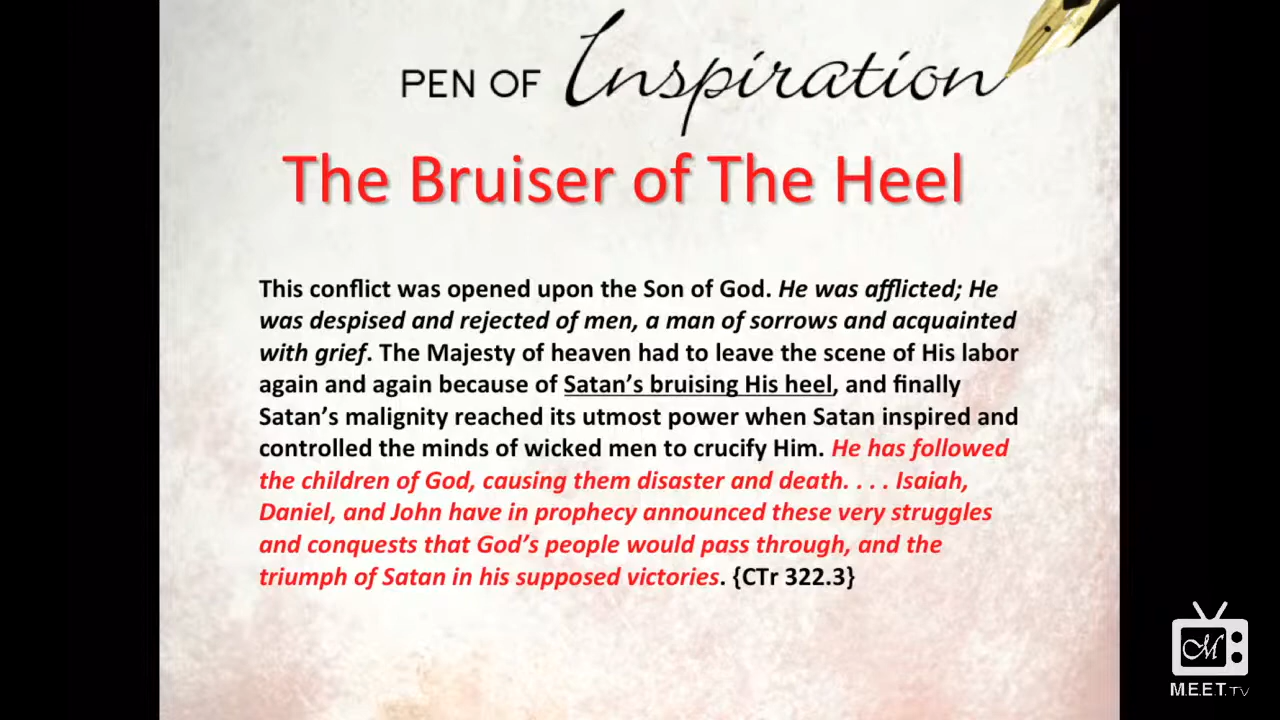 PEN OF Inspiration
The Bruiser of The Heel
This conflict was opened upon the Son of God. He was afflicted; He
was despised and rejected of men, a man of sorrows and acquainted
with grief. The Majesty of heaven had to leave the scene of His labor
again and again because of Satan’s bruising His heel, and finally
Satan’s malignity reached its utmost power when Satan inspired and
controlled the minds of wicked men to crucify Him. He has followed
the children of God, causing them disaster and death. . . . Isaiah,
Daniel, and John have in prophecy announced these very struggles
and conquests that God’s people would pass through, and the
triumph of Satan in his supposed victories. {CTr 322.3}
M
M.E.E.T.TV